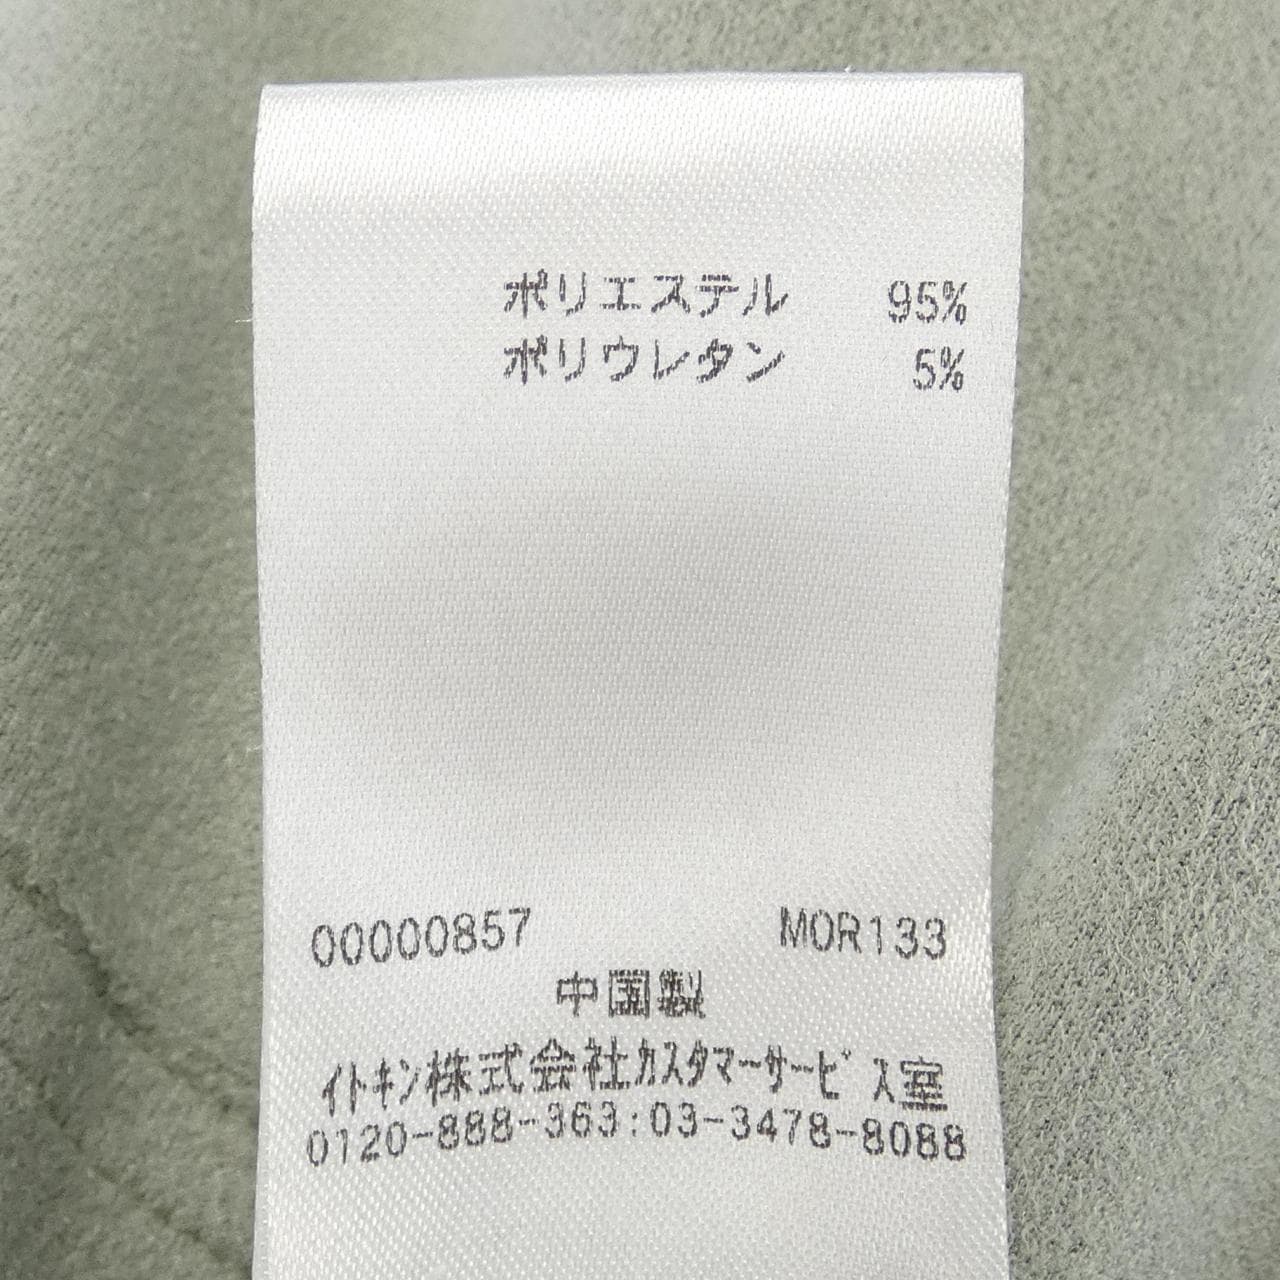 ポリエステル 95%
ポリウレタン 5%
00000857 MOR133
中国製
イトキン株式会社カスタマーサービス室
0120-888-363:03-3478-8088